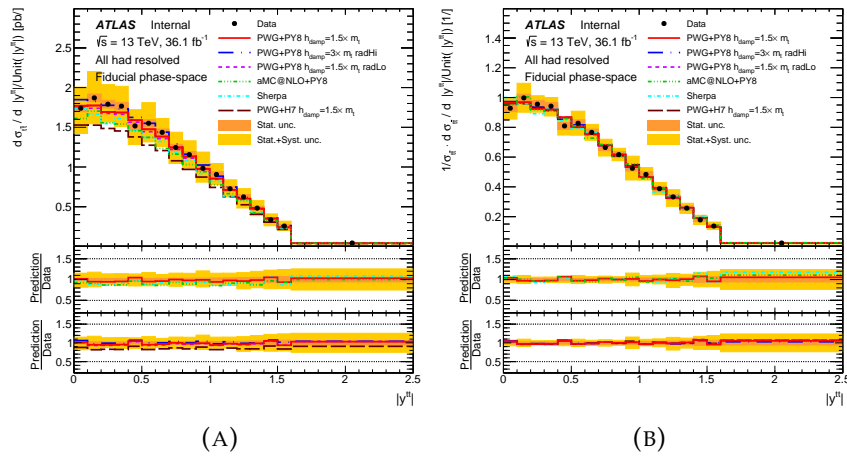 ATLAS Internal
√s = 13 TeV, 36.1 fb⁻¹
All had resolved
Fiducial phase-space
Data
PWG+PY8 h_damp=1.5× m_t
PWG+PY8 h_damp=3× m_t radHi
PWG+PY8 h_damp=1.5× m_t radLo
aMC@NLO+PY8
Sherpa
PWG+H7 h_damp=1.5× m_t
Stat. unc.
Stat.+Syst. unc.
d σ_tt̄ / d |y^tt̄|/Unit( |y^tt̄|) [pb/]
2.5
2
1.5
1
0.5
Prediction
Data
1.5
1
0.5
Prediction
Data
1.5
1
0.5
0 0.5 1 1.5 2 2.5
|y^tt̄|
(A)
ATLAS Internal
√s = 13 TeV, 36.1 fb⁻¹
All had resolved
Fiducial phase-space
Data
PWG+PY8 h_damp=1.5× m_t
PWG+PY8 h_damp=3× m_t radHi
PWG+PY8 h_damp=1.5× m_t radLo
aMC@NLO+PY8
Sherpa
PWG+H7 h_damp=1.5× m_t
Stat. unc.
Stat.+Syst. unc.
1/σ_tt̄ · d σ_tt̄ / d |y^tt̄|/Unit( |y^tt̄|) [1/]
1.4
1.2
1.0
0.8
0.6
0.4
0.2
Prediction
Data
1.5
1
0.5
Prediction
Data
1.5
1
0.5
0 0.5 1 1.5 2 2.5
|y^tt̄|
(B)